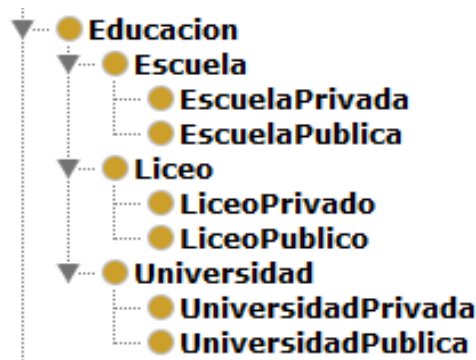 Educacion
Escuela
EscuelaPrivada
EscuelaPublica
Liceo
LiceoPrivado
LiceoPublico
Universidad
UniversidadPrivada
UniversidadPublica